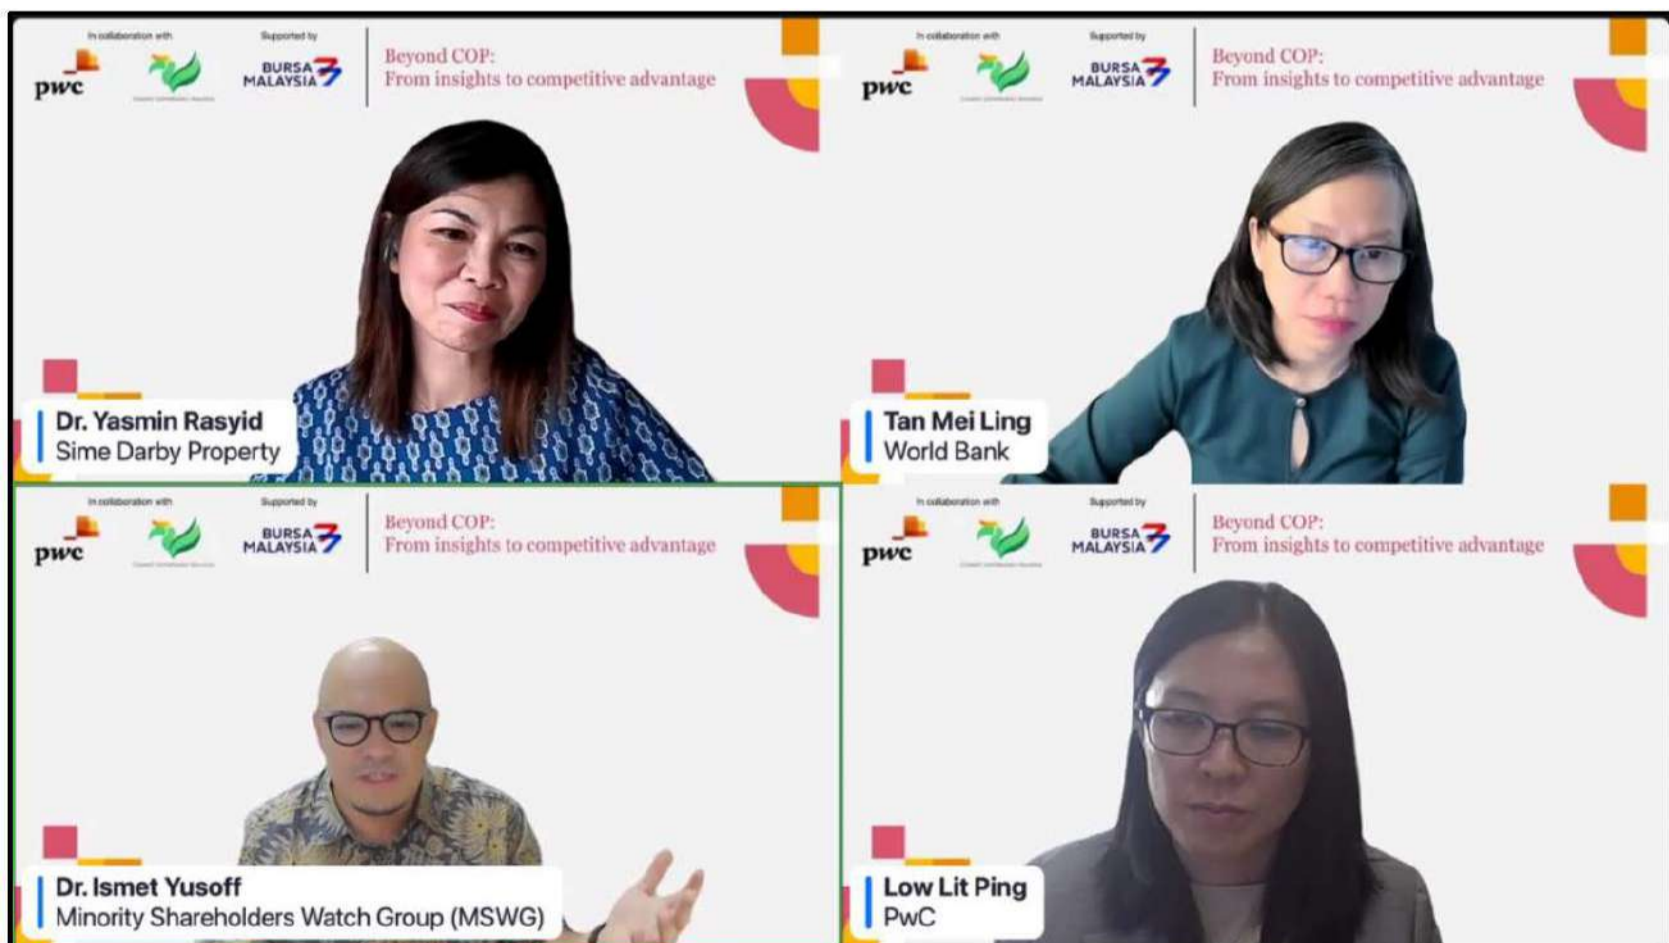 In collaboration with
Supported by
pwc
BURSA
MALAYSIA
Beyond COP:
From insights to competitive advantage
Dr. Yasmin Rasyid
Sime Darby Property
In collaboration with
Supported by
pwc
BURSA
MALAYSIA
Beyond COP:
From insights to competitive advantage
Tan Mei Ling
World Bank
In collaboration with
Supported by
pwc
BURSA
MALAYSIA
Beyond COP:
From insights to competitive advantage
Dr. Ismet Yusoff
Minority Shareholders Watch Group (MSWG)
In collaboration with
Supported by
pwc
BURSA
MALAYSIA
Beyond COP:
From insights to competitive advantage
Low Lit Ping
PwC